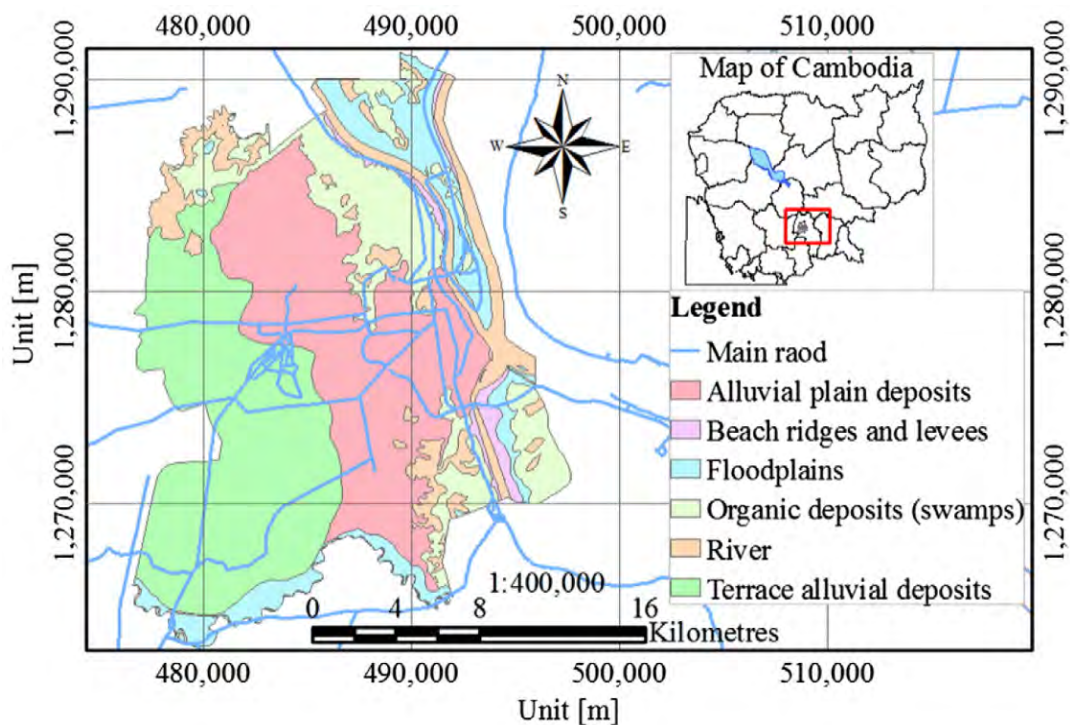 480,000 490,000 500,000 510,000
1,290,000
1,280,000
1,270,000
Unit [m]
N
W E
S
Map of Cambodia
Legend
Main raod
Alluvial plain deposits
Beach ridges and levees
Floodplains
Organic deposits (swamps)
River
Terrace alluvial deposits
1:400,000
0 4 8 16
Kilometres
1,290,000
1,280,000
1,270,000
480,000 490,000 500,000 510,000
Unit [m]